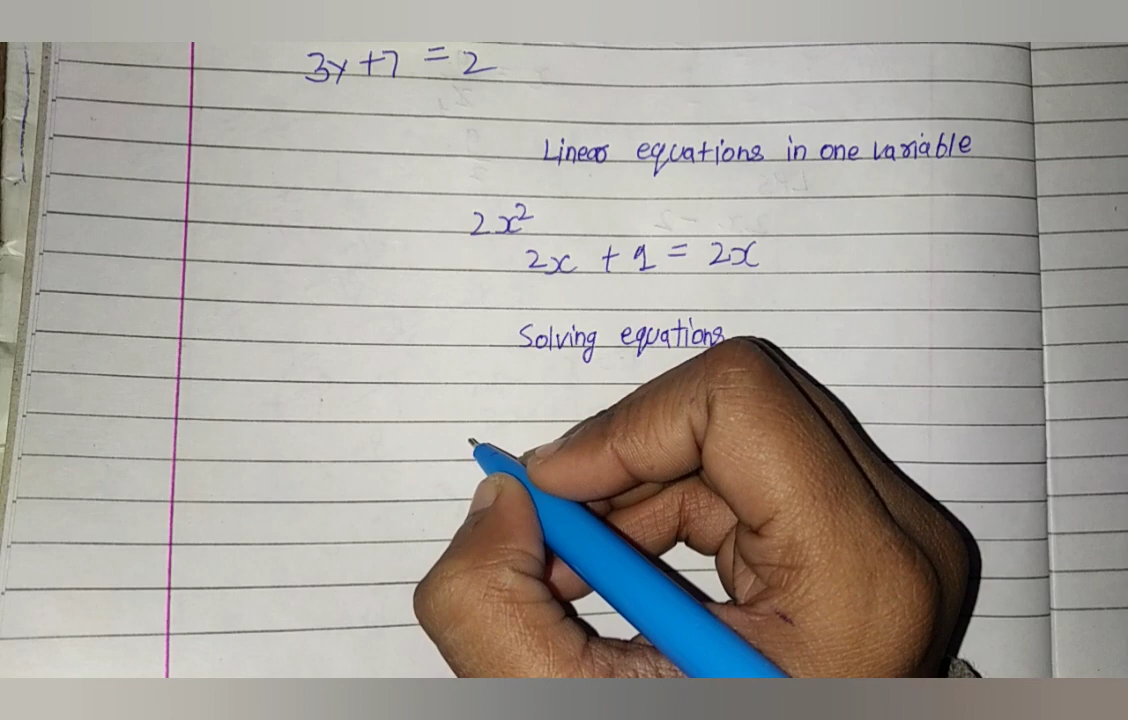 3y + 7 = 2
Linear equations in one variable
2x²
2x + 1 = 2x
Solving equations